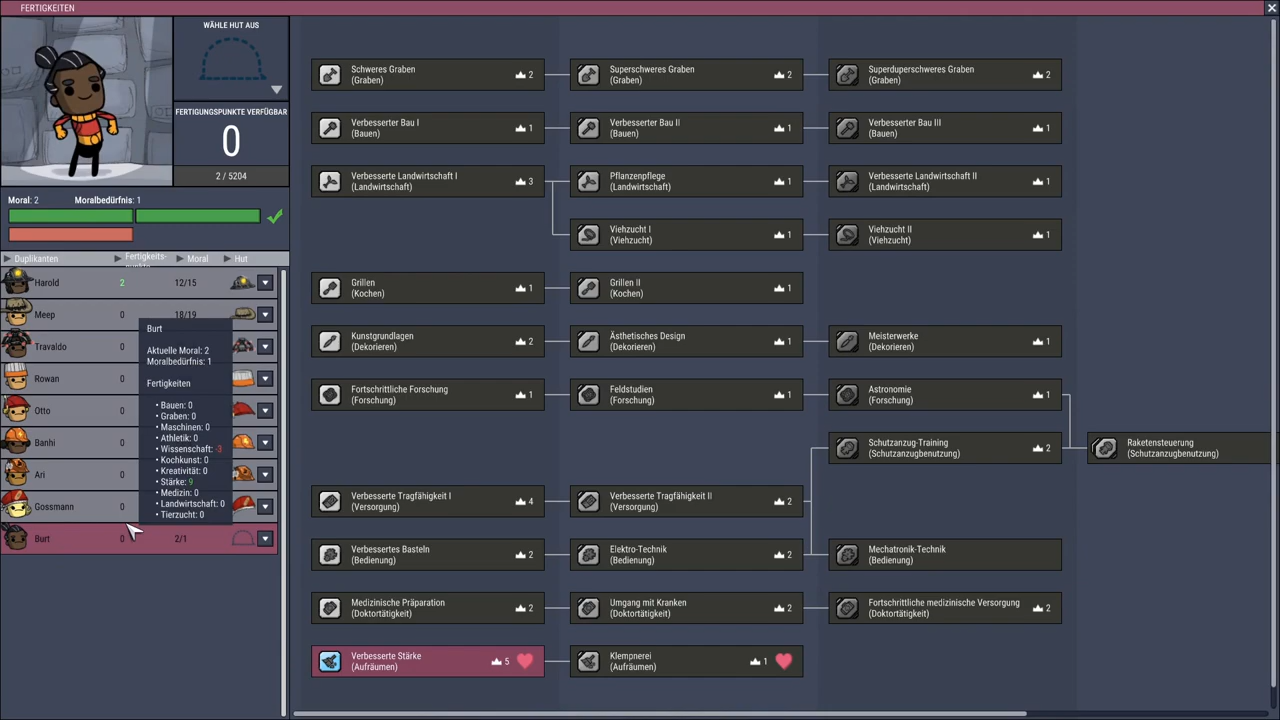 FERTIGKEITEN
WÄHLE HUT AUS
FERTIGUNGSPUNKTE VERFÜGBAR
0
2 / 5204
Moral: 2
Moralbedürfnis: 1
Duplikanten
Fertigkeits-
Moral
Hut
Harold
2
12/15
Meep
0
18/19
Travaldo
0
Rowan
0
Otto
0
Banhi
0
Ari
0
Gossmann
0
Burt
0
2/1
Burt
Aktuelle Moral: 2
Moralbedürfnis: 1
Fertigkeiten
• Bauen: 0
• Graben: 0
• Maschinen: 0
• Athletik: 0
• Wissenschaft: -3
• Kochkunst: 0
• Kreativität: 0
• Stärke: 9
• Medizin: 0
• Landwirtschaft: 0
• Tierzucht: 0
Schweres Graben
(Graben)
2
Superschweres Graben
(Graben)
2
Superduperschweres Graben
(Graben)
2
Verbesserter Bau I
(Bauen)
1
Verbesserter Bau II
(Bauen)
1
Verbesserter Bau III
(Bauen)
1
Verbesserte Landwirtschaft I
(Landwirtschaft)
3
Pflanzenpflege
(Landwirtschaft)
1
Verbesserte Landwirtschaft II
(Landwirtschaft)
1
Viehzucht I
(Viehzucht)
1
Viehzucht II
(Viehzucht)
1
Grillen
(Kochen)
1
Grillen II
(Kochen)
1
Kunstgrundlagen
(Dekorieren)
2
Ästhetisches Design
(Dekorieren)
1
Meisterwerke
(Dekorieren)
1
Fortschrittliche Forschung
(Forschung)
1
Feldstudien
(Forschung)
1
Astronomie
(Forschung)
1
Schutzanzug-Training
(Schutzanzugbenutzung)
2
Raketensteuerung
(Schutzanzugbenutzung)
Verbesserte Tragfähigkeit I
(Versorgung)
4
Verbesserte Tragfähigkeit II
(Versorgung)
2
Verbessertes Basteln
(Bedienung)
2
Elektro-Technik
(Bedienung)
2
Mechatronik-Technik
(Bedienung)
Medizinische Präparation
(Doktortätigkeit)
2
Umgang mit Kranken
(Doktortätigkeit)
2
Fortschrittliche medizinische Versorgung
(Doktortätigkeit)
2
Verbesserte Stärke
(Aufräumen)
5
Klempnerei
(Aufräumen)
1